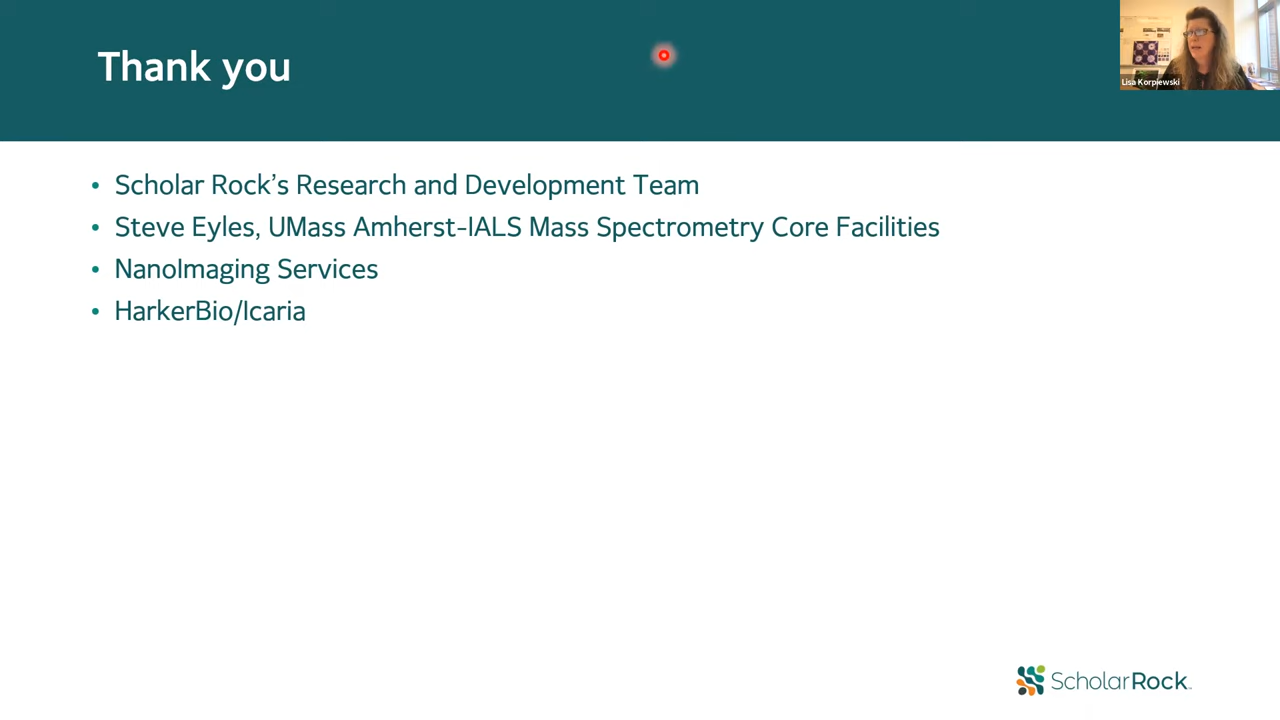 Thank you
Lisa Korpiewski
• Scholar Rock's Research and Development Team
• Steve Eyles, UMass Amherst-IALS Mass Spectrometry Core Facilities
• NanoImaging Services
• HarkerBio/Icaria
ScholarRock